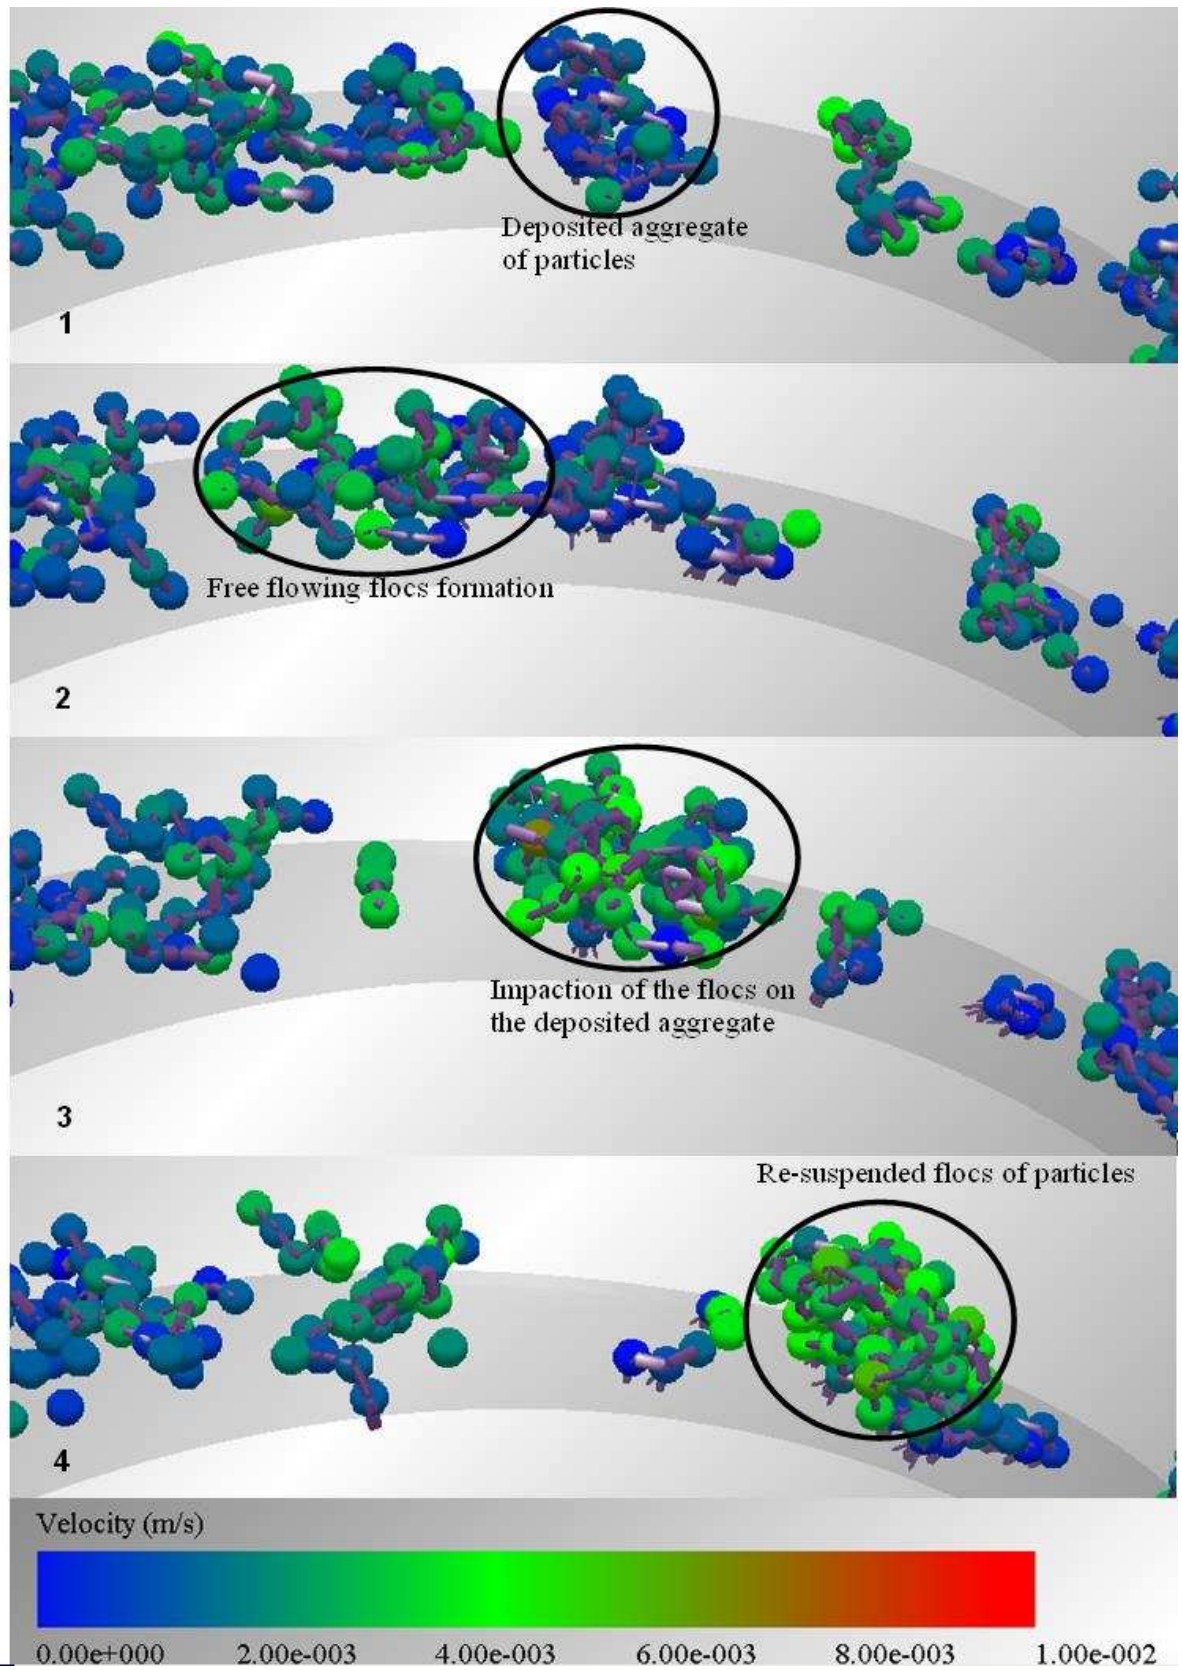 Deposited aggregate
of particles
1
Free flowing flocs formation
2
Impaction of the flocs on
the deposited aggregate
3
Re-suspended flocs of particles
4
Velocity (m/s)
0.00e+000 2.00e-003 4.00e-003 6.00e-003 8.00e-003 1.00e-002